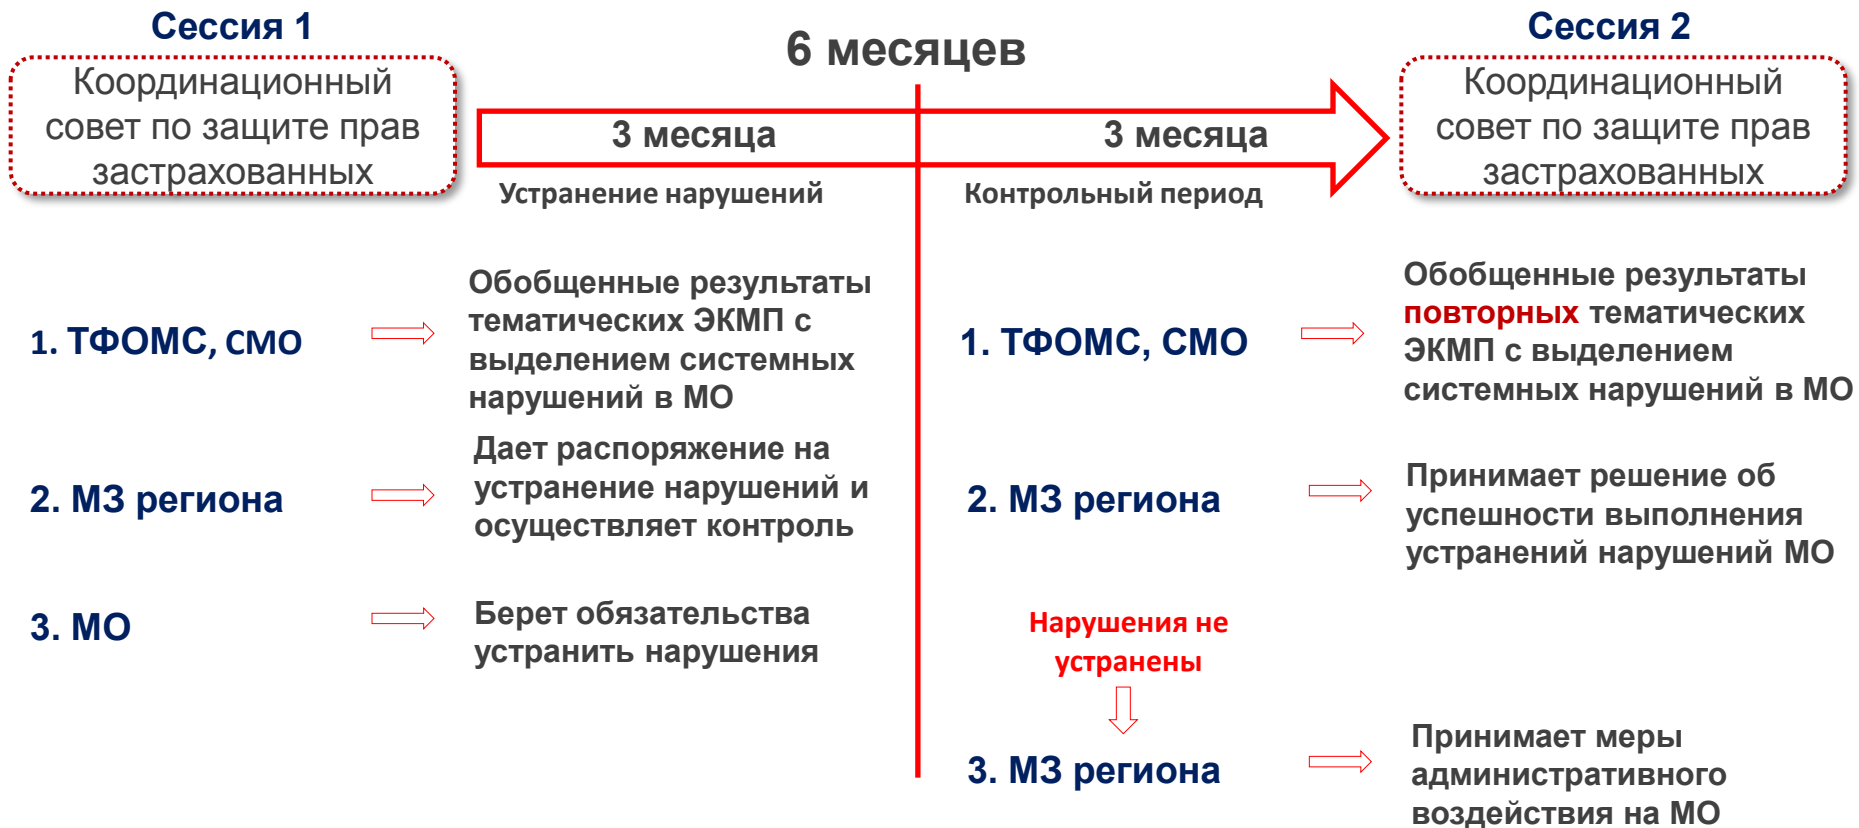 Сессия 1
Координационный
совет по защите прав
застрахованных
6 месяцев
3 месяца
3 месяца
Устранение нарушений
Контрольный период
Сессия 2
Координационный
совет по защите прав
застрахованных
1. ТФОМС, СМО
Обобщенные результаты
тематических ЭКМП с
выделением системных
нарушений в МО
2. МЗ региона
Дает распоряжение на
устранение нарушений и
осуществляет контроль
3. МО
Берет обязательства
устранить нарушения
1. ТФОМС, СМО
Обобщенные результаты
повторных тематических
ЭКМП с выделением
системных нарушений в МО
2. МЗ региона
Принимает решение об
успешности выполнения
устранений нарушений МО
Нарушения не
устранены
3. МЗ региона
Принимает меры
административного
воздействия на МО